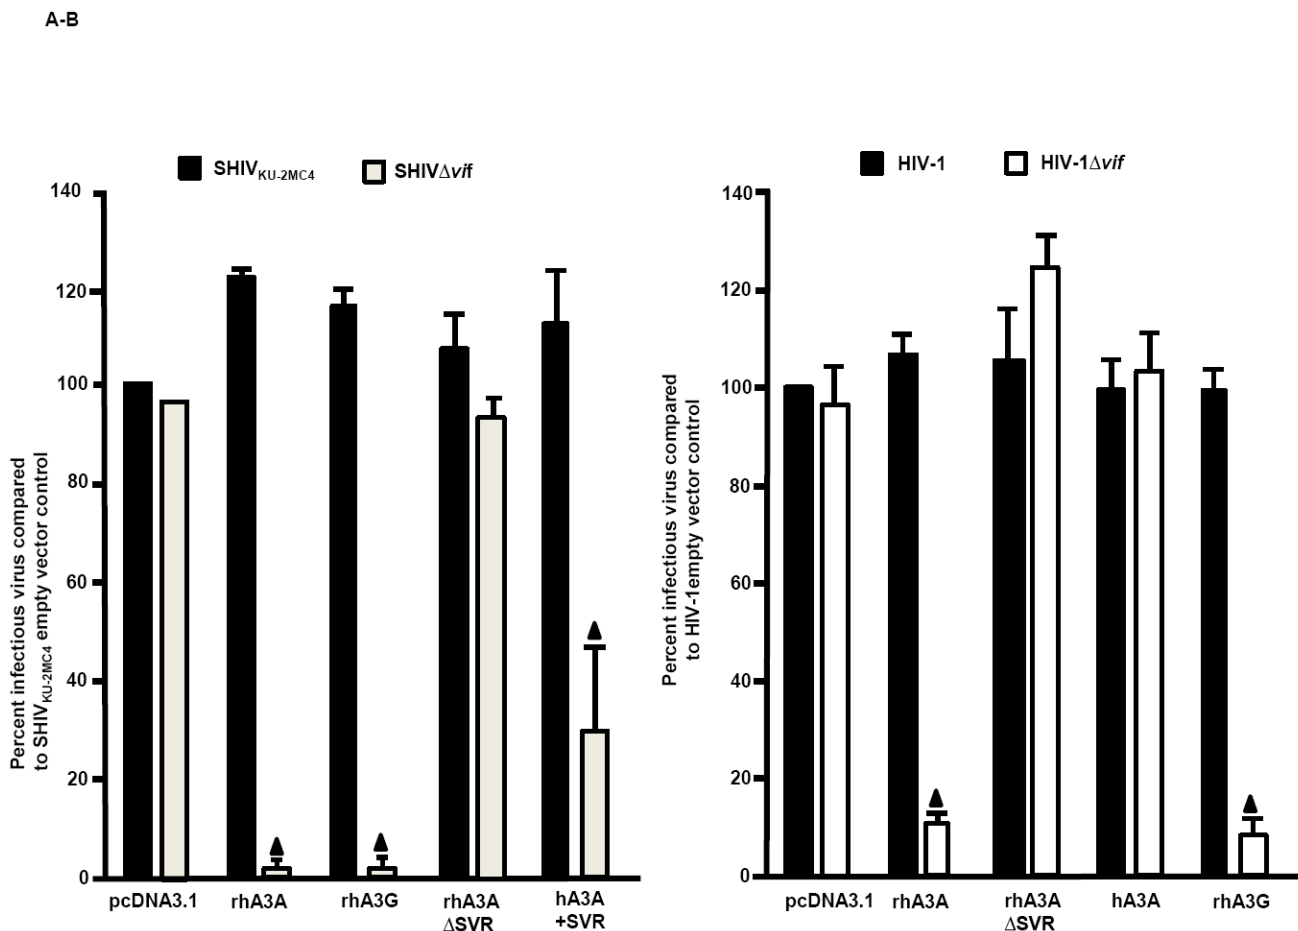 A-B
SHIVKU-2MC4 SHIVΔvif
Percent infectious virus compared
to SHIVKU-2MC4 empty vector control
140
120
100
80
60
40
20
0
pcDNA3.1 rhA3A rhA3G rhA3A hA3A
ΔSVR +SVR
HIV-1 HIV-1Δvif
Percent infectious virus compared
to HIV-1empty vector control
140
120
100
80
60
40
20
0
pcDNA3.1 rhA3A rhA3A hA3A rhA3G
ΔSVR